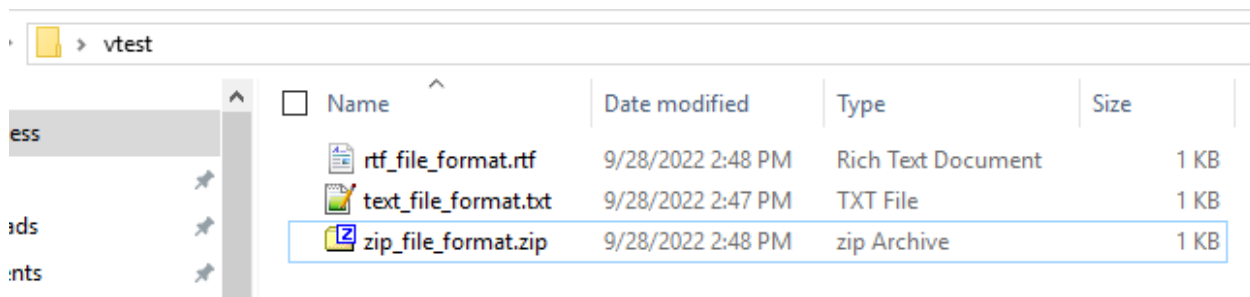 vtest
Name Date modified Type Size
ess
rtf_file_format.rtf 9/28/2022 2:48 PM Rich Text Document 1 KB
text_file_format.txt 9/28/2022 2:47 PM TXT File 1 KB
ads
zip_file_format.zip 9/28/2022 2:48 PM zip Archive 1 KB
ents